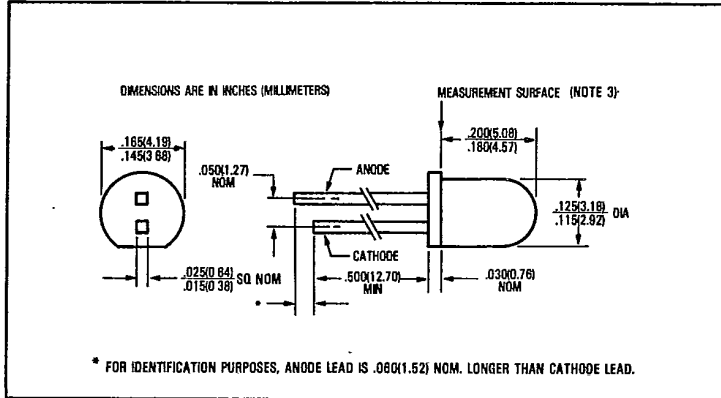 DIMENSIONS ARE IN INCHES (MILLIMETERS)
MEASUREMENT SURFACE (NOTE 3)
.165(4.19)
.145(3 68)
.050(1.27)
NOM
ANODE
.200(5.08)
.180(4.57)
.125(3.18)
.115(2.92)
DIA
CATHODE
.025(0 64)
.015(0 38)
SQ NOM
.500(12.70)
MIN
.030(0.76)
NOM
*
* FOR IDENTIFICATION PURPOSES, ANODE LEAD IS .060(1.52) NOM. LONGER THAN CATHODE LEAD.